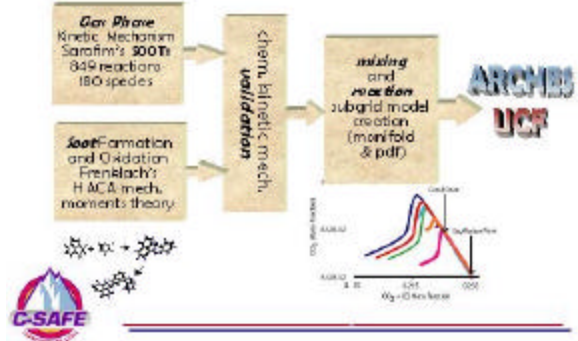 Gas Phase
Kinetic Mechanism
Sarofim's SOOTs
849 reactions
180 species
Soot Formation
and Oxidation
Frenklach's
HACA mech.
moments theory
chem. kinetic mech.
validation
mixing
and
reaction
subgrid model
creation
(manifold
& pdf)
ARCHES
UCF
C-SAFE